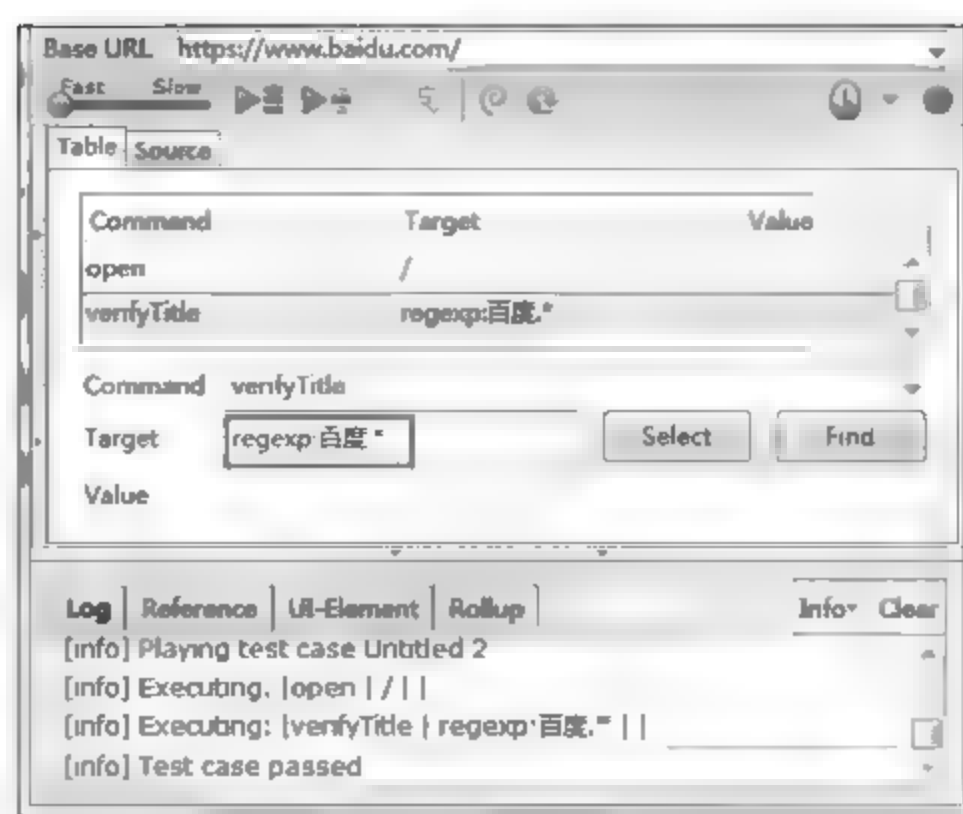 Base URL https://www.baidu.com/
Fast Slow
Table Source
Command Target Value
open /
verifyTitle regexp:百度.*
Command verifyTitle
Target regexp:百度.* Select Find
Value
Log Reference UI-Element Rollup Info Clear
[info] Playing test case Untitled 2
[info] Executing: |open | / | |
[info] Executing: |verifyTitle | regexp:百度.* | |
[info] Test case passed